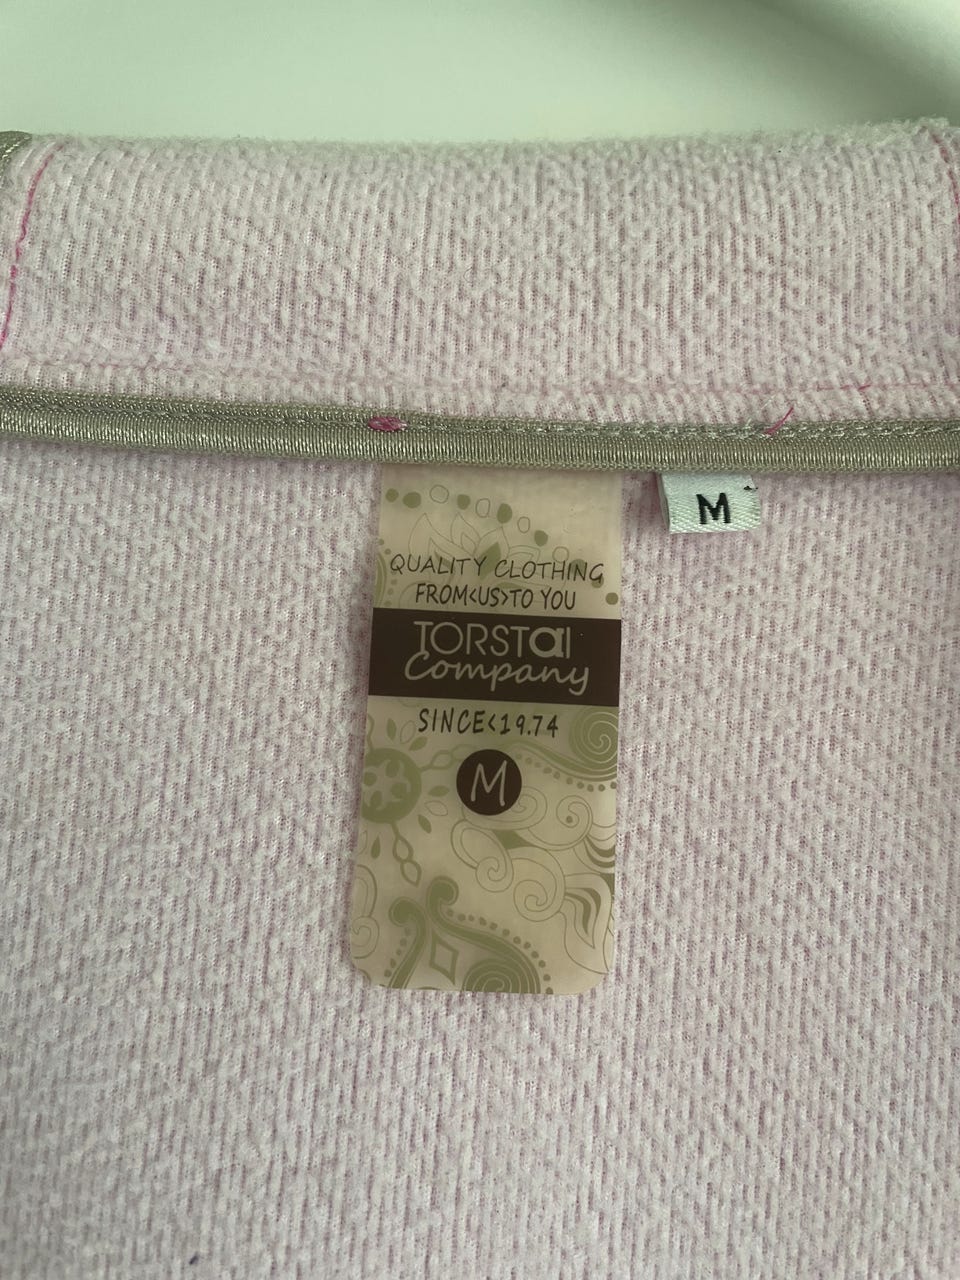 QUALITY CLOTHING
FROM<US>TO YOU
TORSTAI
Company
SINCE<19.74
M
M